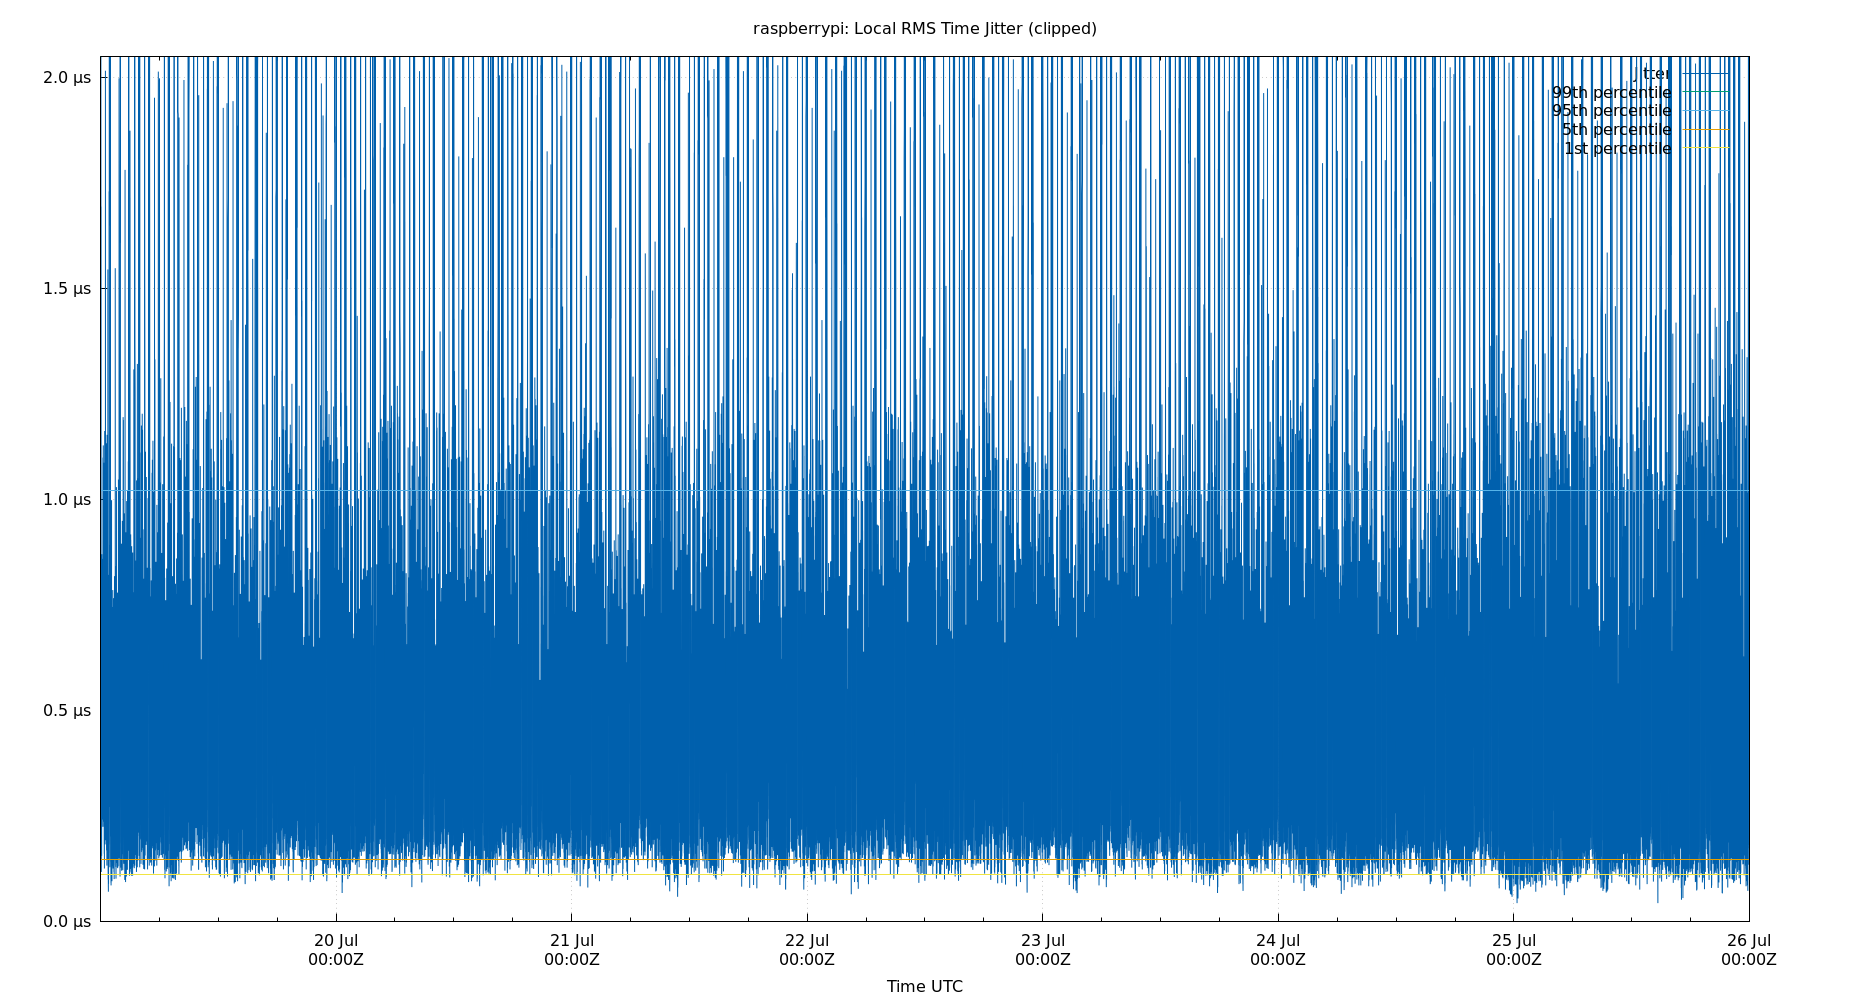 raspberrypi: Local RMS Time Jitter (clipped)
2.0 µs
1.5 µs
1.0 µs
0.5 µs
0.0 µs
jitter
99th percentile
95th percentile
5th percentile
1st percentile
20 Jul
00:00Z
21 Jul
00:00Z
22 Jul
00:00Z
23 Jul
00:00Z
24 Jul
00:00Z
25 Jul
00:00Z
26 Jul
00:00Z
Time UTC